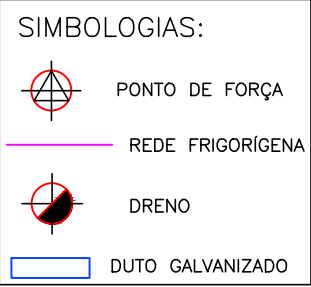 SIMBOLOGIAS:
PONTO DE FORÇA
REDE FRIGORÍGENA
DRENO
DUTO GALVANIZADO